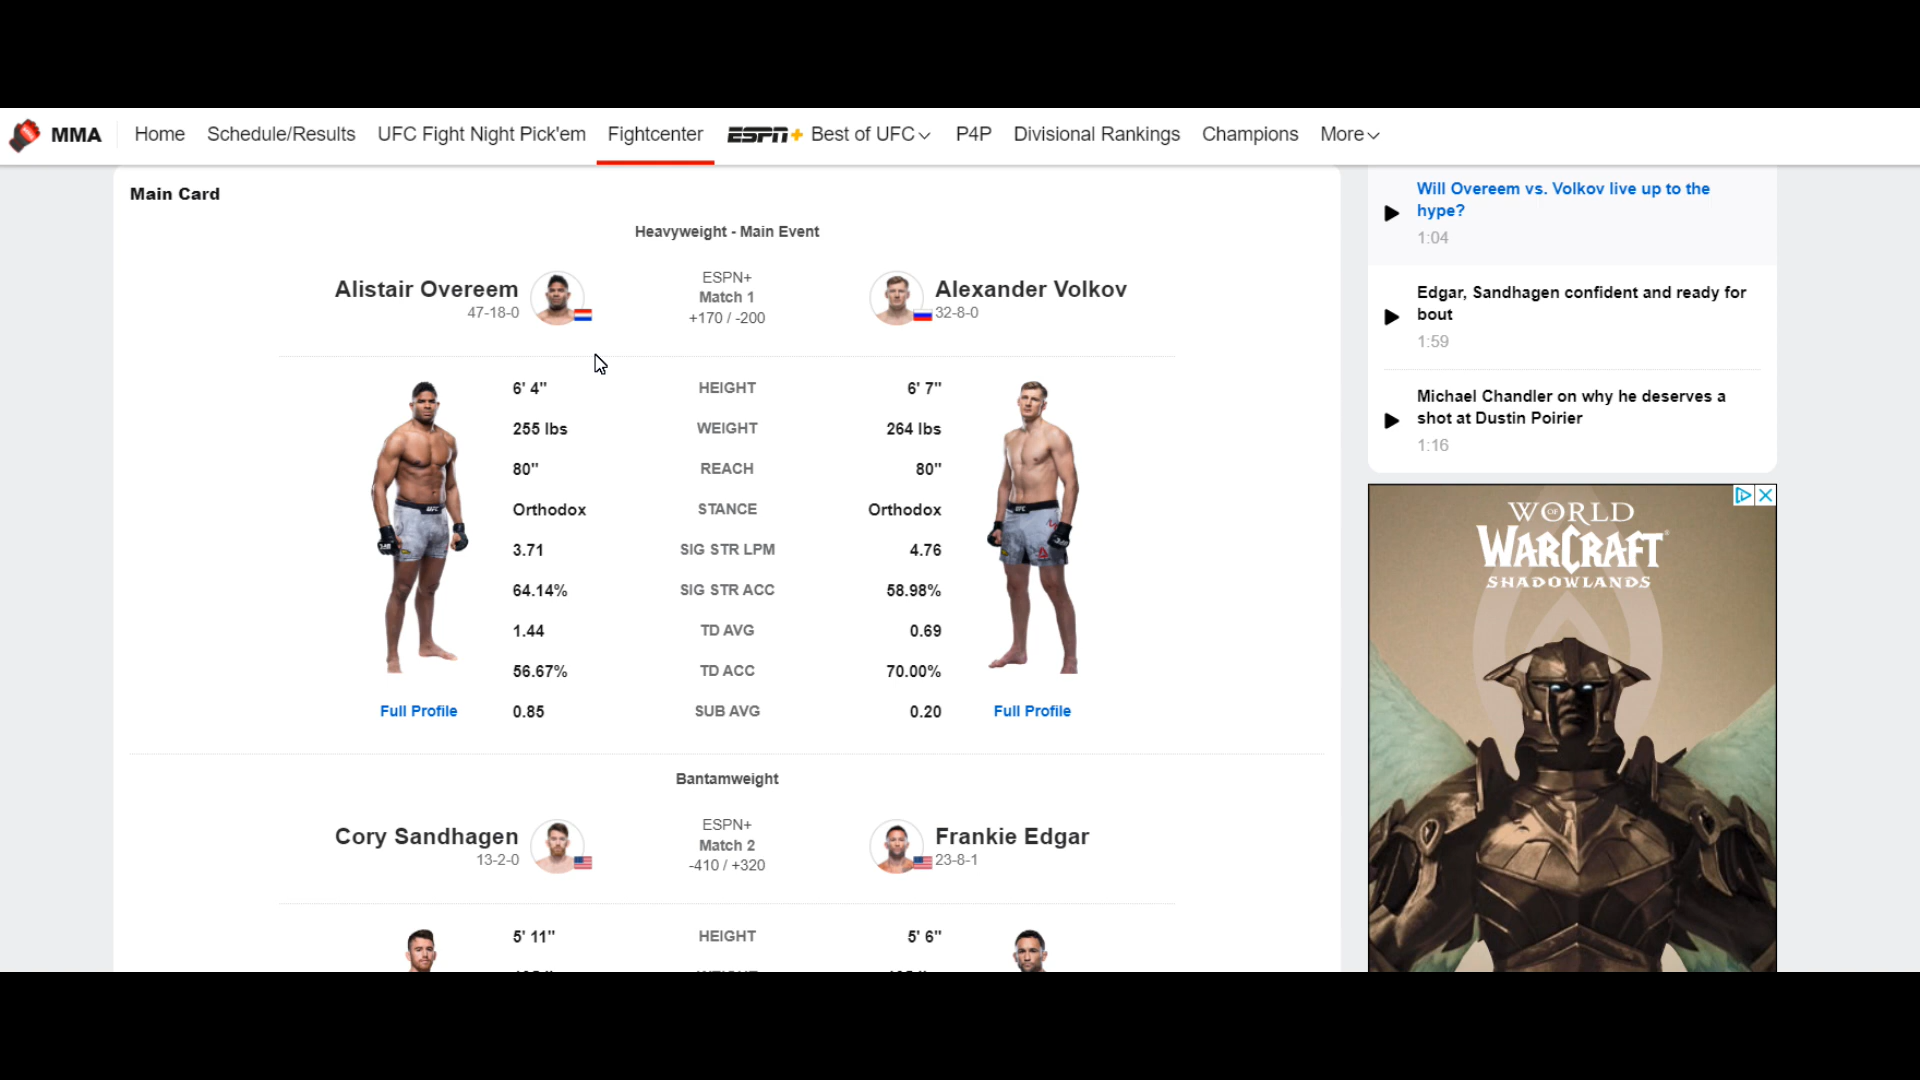 MMA Home Schedule/Results UFC Fight Night Pick'em Fightcenter ESPN+ Best of UFC P4P Divisional Rankings Champions More
Main Card
Heavyweight - Main Event
Alistair Overeem
47-18-0
ESPN+
Match 1
+170 / -200
Alexander Volkov
32-8-0
6' 4" HEIGHT 6' 7"
255 lbs WEIGHT 264 lbs
80" REACH 80"
Orthodox STANCE Orthodox
3.71 SIG STR LPM 4.76
64.14% SIG STR ACC 58.98%
1.44 TD AVG 0.69
56.67% TD ACC 70.00%
Full Profile 0.85 SUB AVG 0.20 Full Profile
Bantamweight
Cory Sandhagen
13-2-0
ESPN+
Match 2
-410 / +320
Frankie Edgar
23-8-1
5' 11" HEIGHT 5' 6"
Will Overeem vs. Volkov live up to the
hype?
1:04
Edgar, Sandhagen confident and ready for
bout
1:59
Michael Chandler on why he deserves a
shot at Dustin Poirier
1:16
WORLD OF
WARCRAFT
SHADOWLANDS